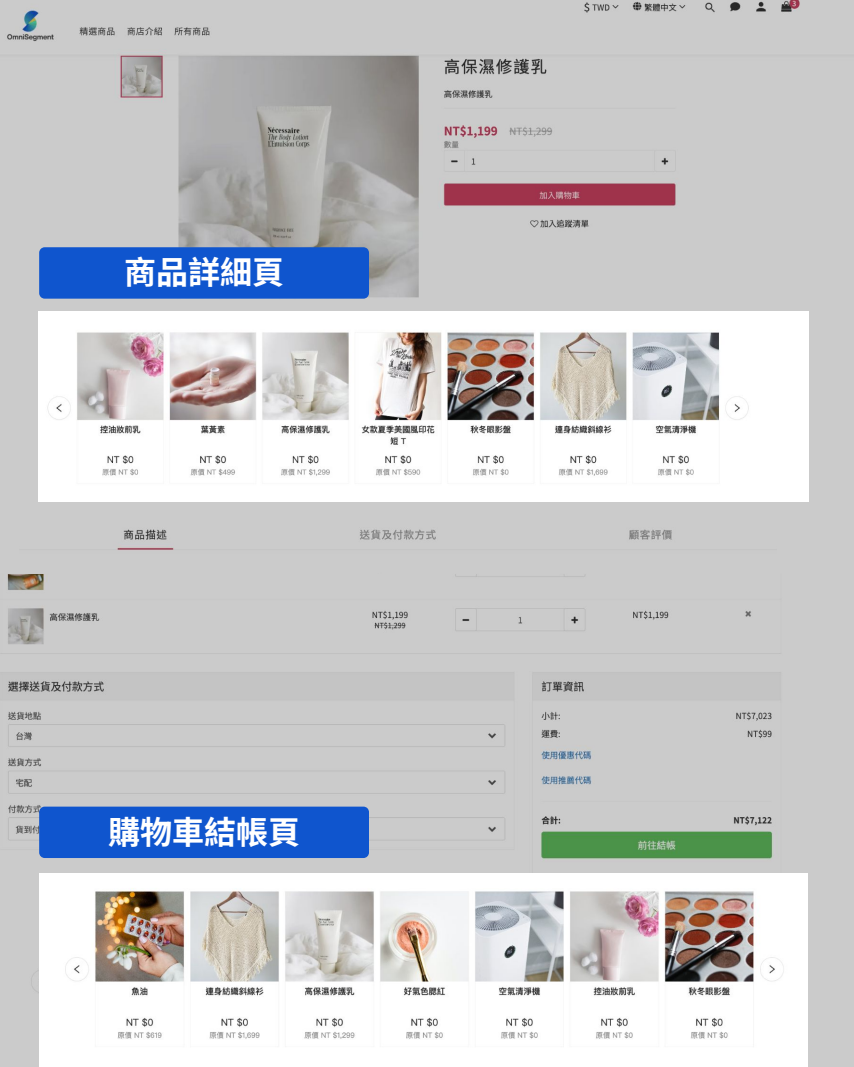 $ TWD
繁體中文
3
OmniSegment
精選商品 商店介紹 所有商品
高保濕修護乳
高保濕修護乳
NT$1,199 NT$1,299
數量
1
加入購物車
加入追蹤清單
Nécessaire
The Body Lotion
L'Emulsion Corps
商品詳細頁
控油妝前乳
NT $0
原價 NT $0
葉黃素
NT $0
原價 NT $499
高保濕修護乳
NT $0
原價 NT $1,299
女款夏季美國風印花
短 T
NT $0
原價 NT $590
秋冬眼影盤
NT $0
原價 NT $0
連身紡織斜線衫
NT $0
原價 NT $1,699
空氣清淨機
NT $0
原價 NT $0
商品描述 送貨及付款方式 顧客評價
高保濕修護乳
NT$1,199
NT$1,299
1
NT$1,199
選擇送貨及付款方式
送貨地點
台灣
送貨方式
宅配
付款方式
貨到付
訂單資訊
小計: NT$7,023
運費: NT$99
使用優惠代碼
使用推薦代碼
合計: NT$7,122
前往結帳
購物車結帳頁
魚油
NT $0
原價 NT $619
連身紡織斜線衫
NT $0
原價 NT $1,699
高保濕修護乳
NT $0
原價 NT $1,299
好氣色腮紅
NT $0
原價 NT $0
空氣清淨機
NT $0
原價 NT $0
控油妝前乳
NT $0
原價 NT $0
秋冬眼影盤
NT $0
原價 NT $0